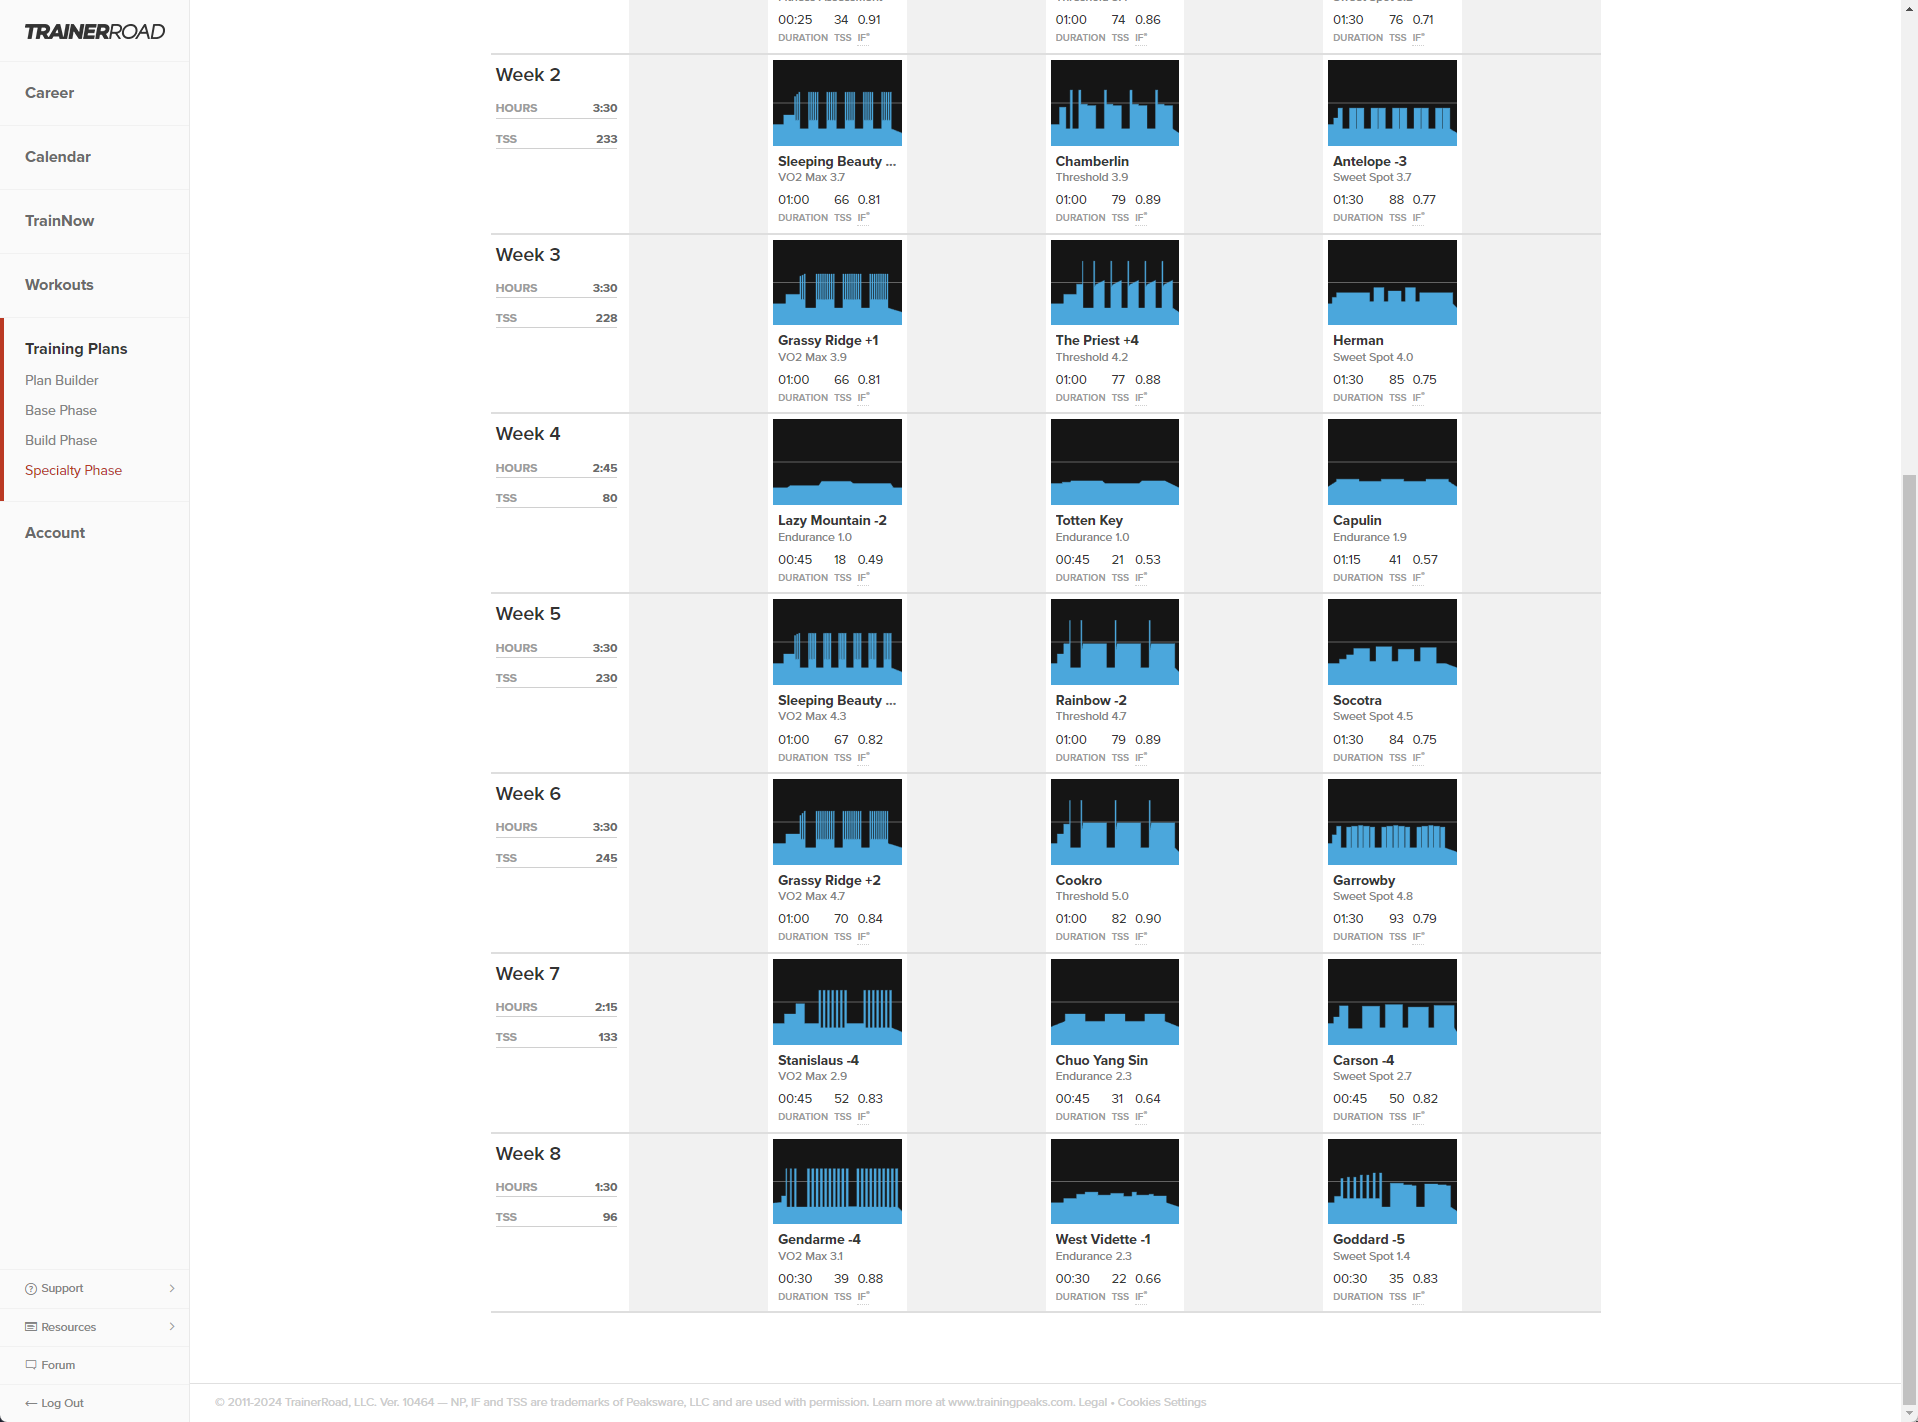 TRAINERROAD
Career
Calendar
TrainNow
Workouts
Training Plans
Plan Builder
Base Phase
Build Phase
Specialty Phase
Account
Support
Resources
Forum
Log Out
00:25 34 0.91 01:00 74 0.86 01:30 76 0.71
DURATION TSS IF® DURATION TSS IF® DURATION TSS IF®
Week 2
HOURS 3:30
TSS 233
Sleeping Beauty ... Chamberlin Antelope -3
VO2 Max 3.7 Threshold 3.9 Sweet Spot 3.7
01:00 66 0.81 01:00 79 0.89 01:30 88 0.77
DURATION TSS IF® DURATION TSS IF® DURATION TSS IF®
Week 3
HOURS 3:30
TSS 228
Grassy Ridge +1 The Priest +4 Herman
VO2 Max 3.9 Threshold 4.2 Sweet Spot 4.0
01:00 66 0.81 01:00 77 0.88 01:30 85 0.75
DURATION TSS IF® DURATION TSS IF® DURATION TSS IF®
Week 4
HOURS 2:45
TSS 80
Lazy Mountain -2 Totten Key Capulin
Endurance 1.0 Endurance 1.0 Endurance 1.9
00:45 18 0.49 00:45 21 0.53 01:15 41 0.57
DURATION TSS IF® DURATION TSS IF® DURATION TSS IF®
Week 5
HOURS 3:30
TSS 230
Sleeping Beauty ... Rainbow -2 Socotra
VO2 Max 4.3 Threshold 4.7 Sweet Spot 4.5
01:00 67 0.82 01:00 79 0.89 01:30 84 0.75
DURATION TSS IF® DURATION TSS IF® DURATION TSS IF®
Week 6
HOURS 3:30
TSS 245
Grassy Ridge +2 Cookro Garrowby
VO2 Max 4.7 Threshold 5.0 Sweet Spot 4.8
01:00 70 0.84 01:00 82 0.90 01:30 93 0.79
DURATION TSS IF® DURATION TSS IF® DURATION TSS IF®
Week 7
HOURS 2:15
TSS 133
Stanislaus -4 Chuo Yang Sin Carson -4
VO2 Max 2.9 Endurance 2.3 Sweet Spot 2.7
00:45 52 0.83 00:45 31 0.64 00:45 50 0.82
DURATION TSS IF® DURATION TSS IF® DURATION TSS IF®
Week 8
HOURS 1:30
TSS 96
Gendarme -4 West Vidette -1 Goddard -5
VO2 Max 3.1 Endurance 2.3 Sweet Spot 1.4
00:30 39 0.88 00:30 22 0.66 00:30 35 0.83
DURATION TSS IF® DURATION TSS IF® DURATION TSS IF®
© 2011-2024 TrainerRoad, LLC. Ver. 10464 — NP, IF and TSS are trademarks of Peaksware, LLC and are used with permission. Learn more at www.trainingpeaks.com. Legal • Cookies Settings